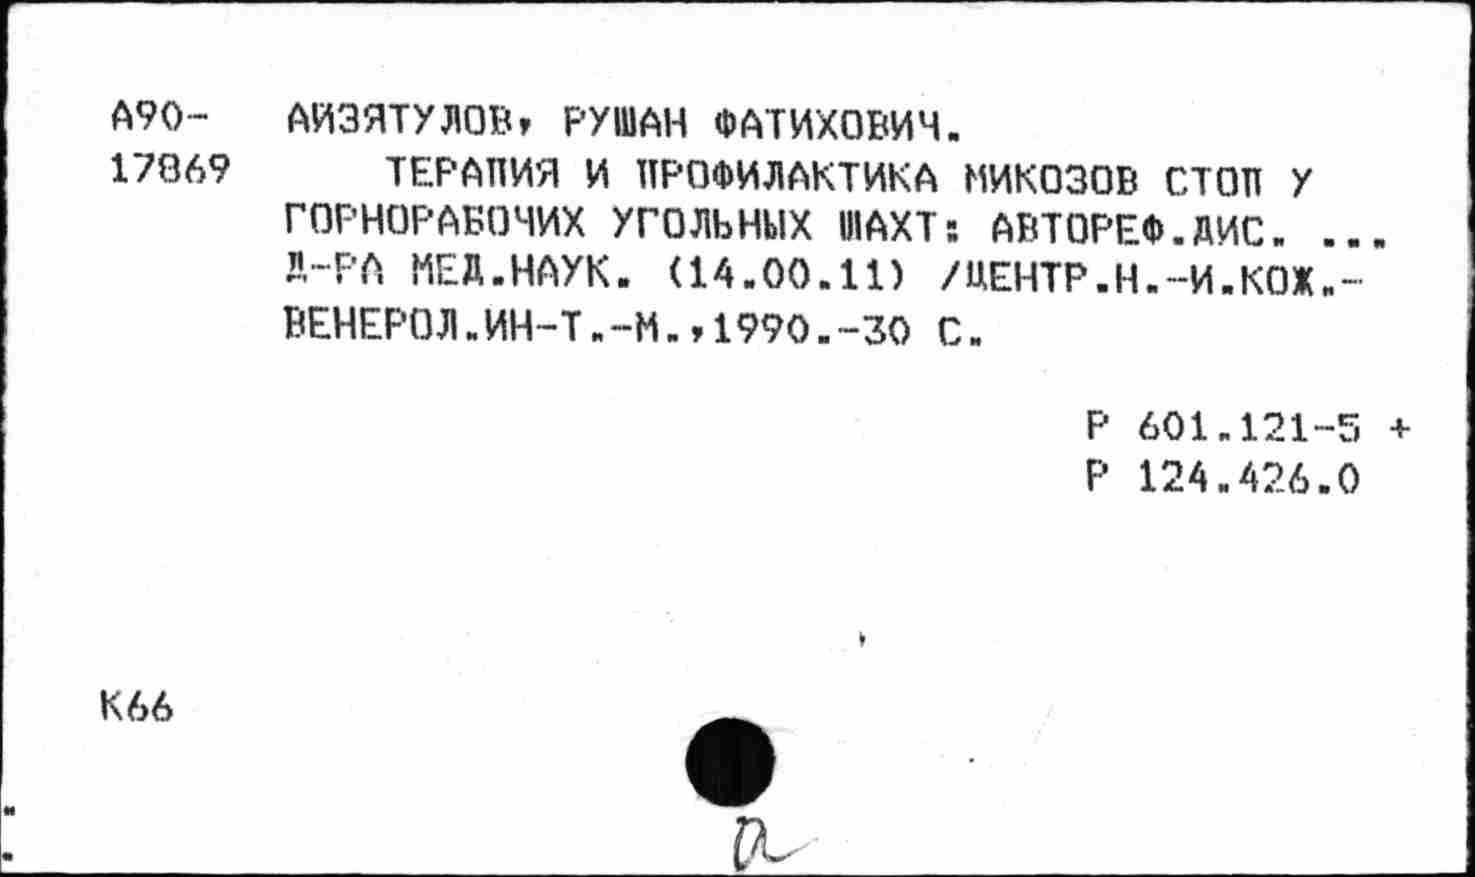 А90- АЙЗЯТУЛОВ, РУШАН ФАТИХОВИЧ.
17869 ТЕРАПИЯ И ПРОФИЛАКТИКА МИКОЗОВ СТОП У
ГОРНОРАБОЧИХ УГОЛЬНЫХ ШАХТ: АВТОРЕФ.ДИС. ...
Д-РА МЕД.НАУК. (14.00.11) /ЦЕНТР.Н.-И.КОЖ.-
ВЕНЕРОЛ.ИН-Т.-М.,1990.-30 С.
Р 601.121-5 +
Р 124.426.0
К66
а